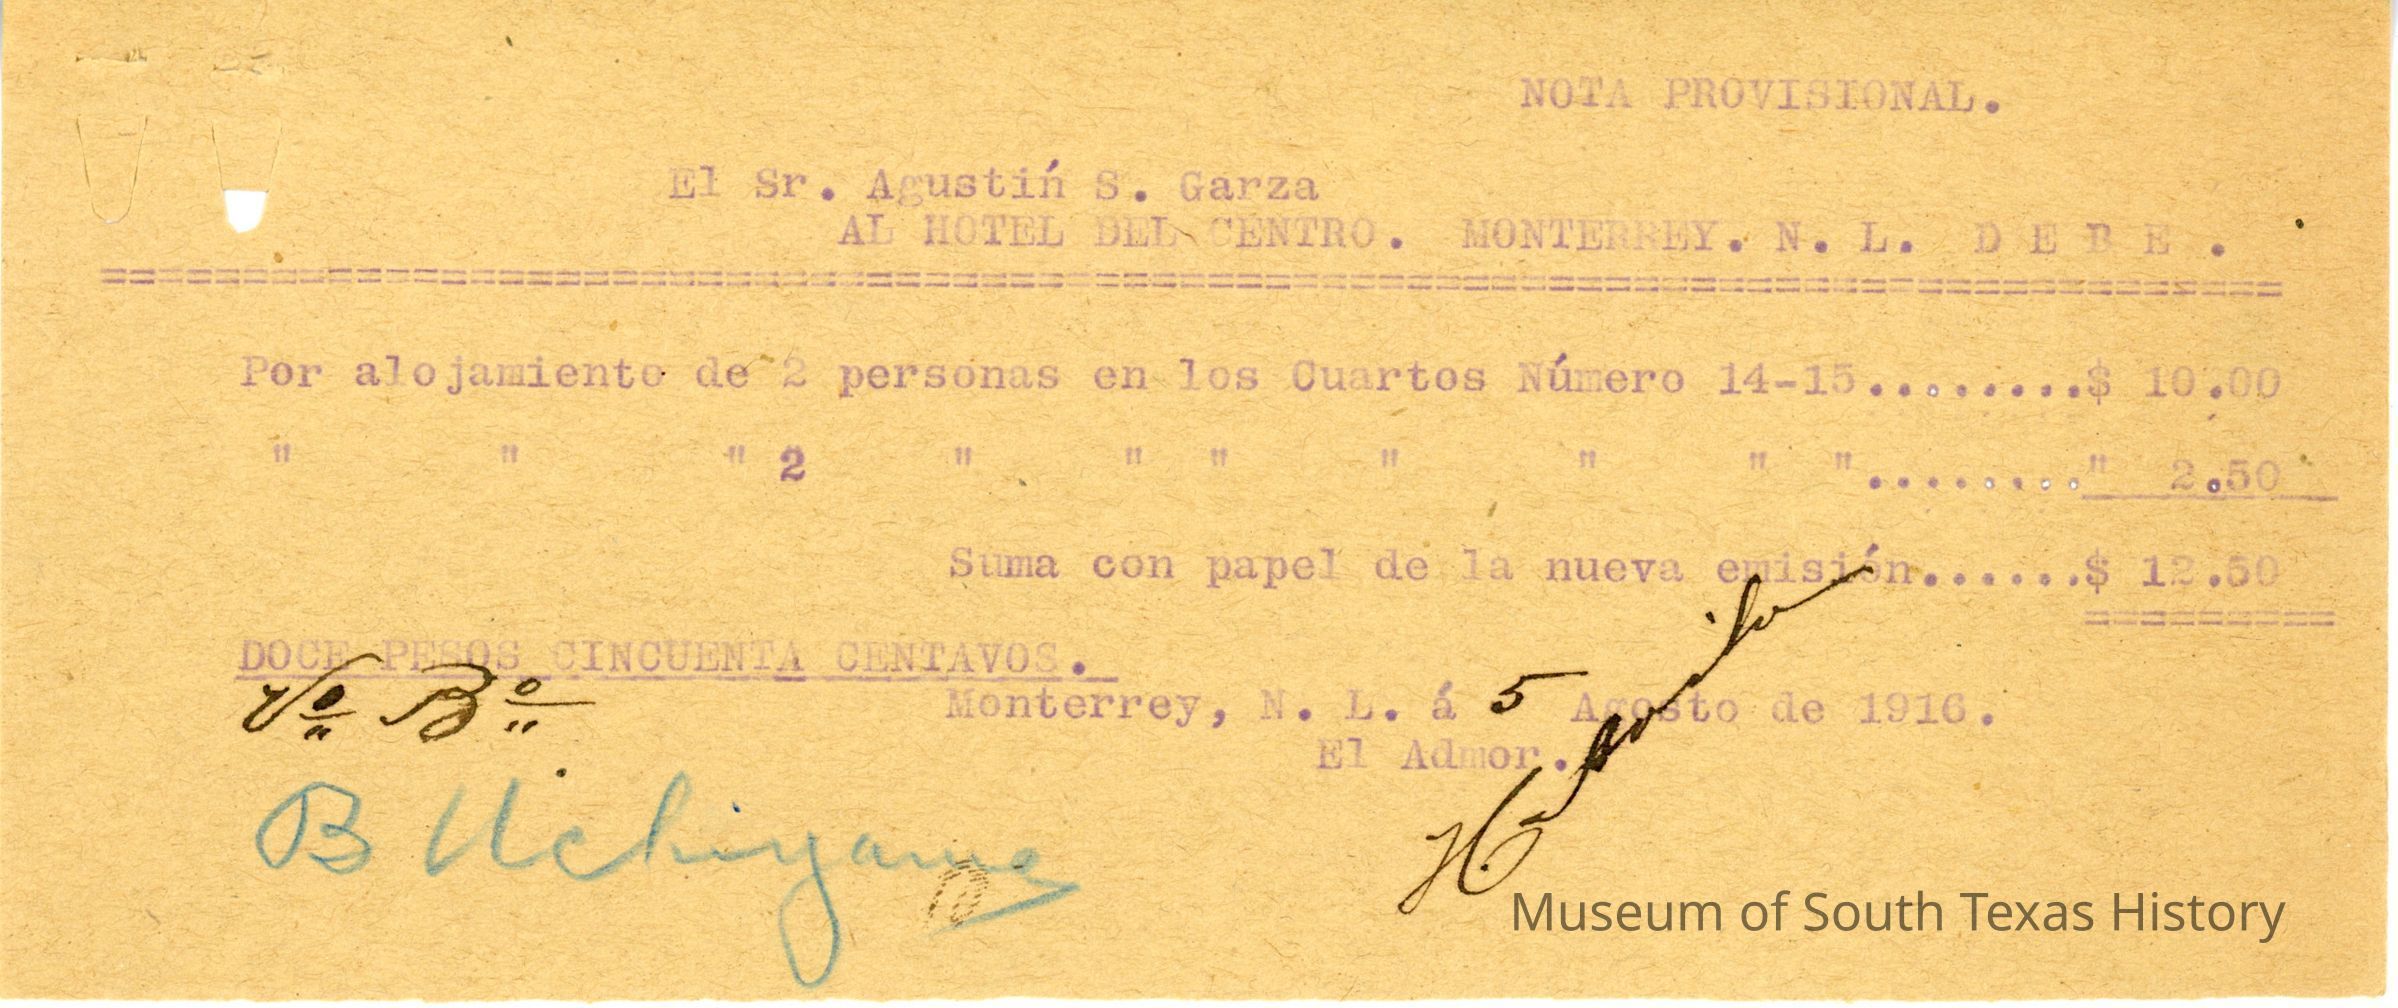 NOTA PROVISIONAL.
El Sr. Agustiń S. Garza
AL HOTEL DEL CENTRO. MONTERREY. N. L. D E B E .
================================================================
Por alojamiento de 2 personas en los Cuartos Número 14-15........$ 10.00
" " " 2 " " " " " " "........" 2.50
Suma con papel de la nueva emisión......$ 12.50
=========
DOCE PESOS CINCUENTA CENTAVOS.
Vo Bo
Monterrey, N. L. á 5 Agosto de 1916.
El Admor.
B Uchiyama
Museum of South Texas History